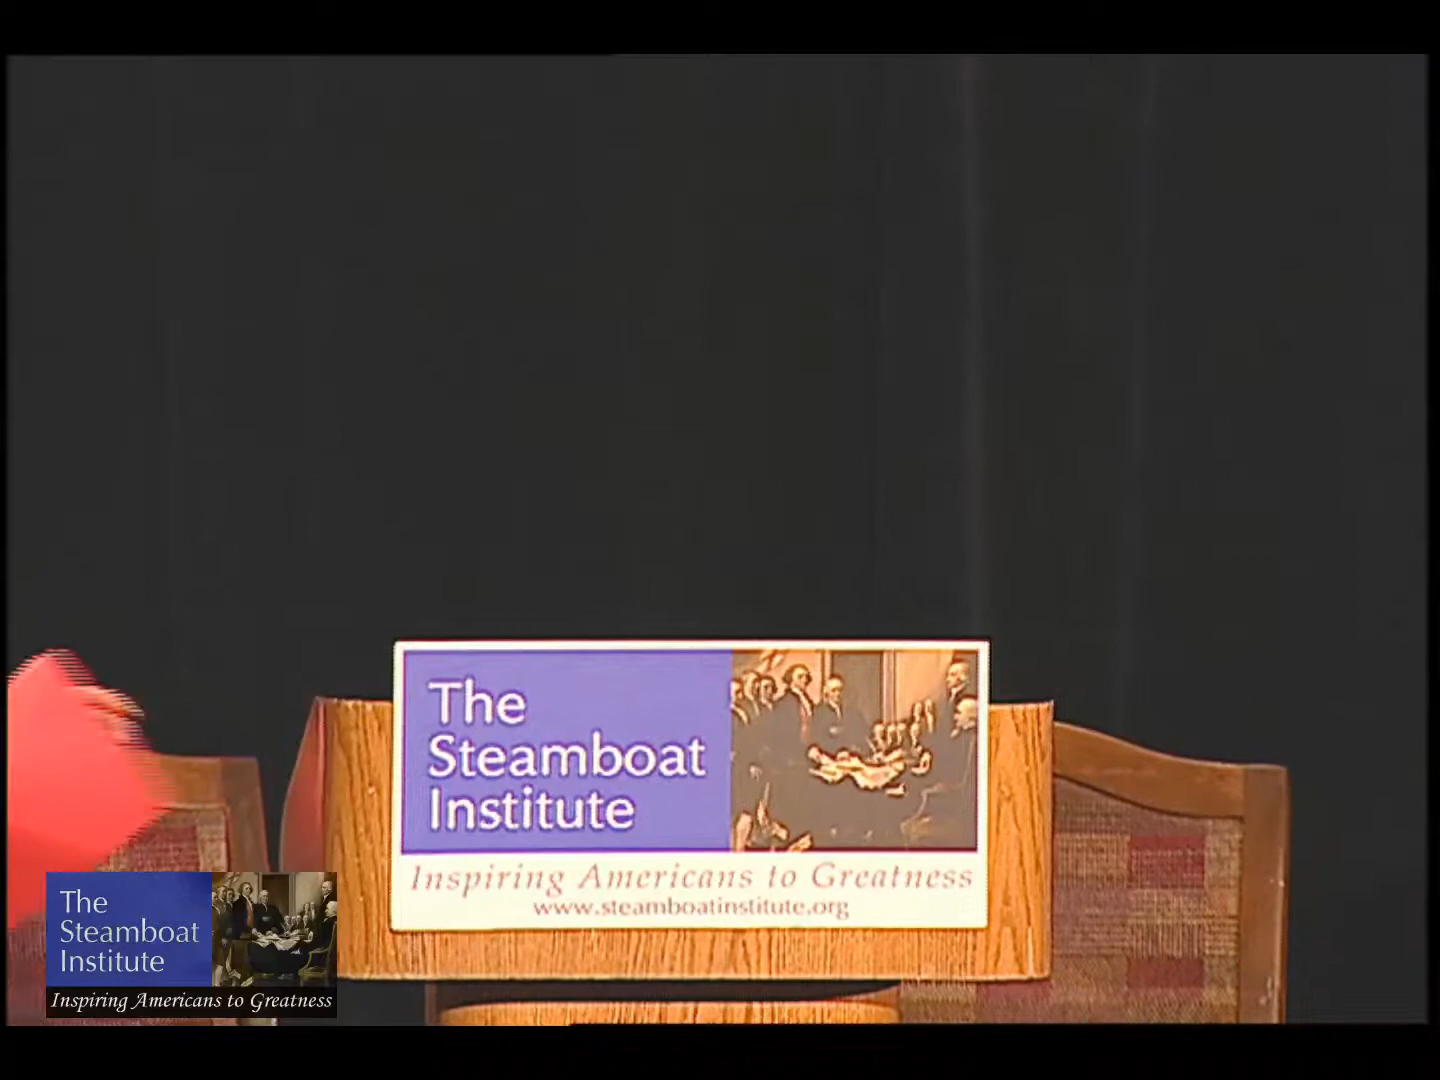 The
Steamboat
Institute
Inspiring Americans to Greatness
www.steamboatinstitute.org
The
Steamboat
Institute
Inspiring Americans to Greatness